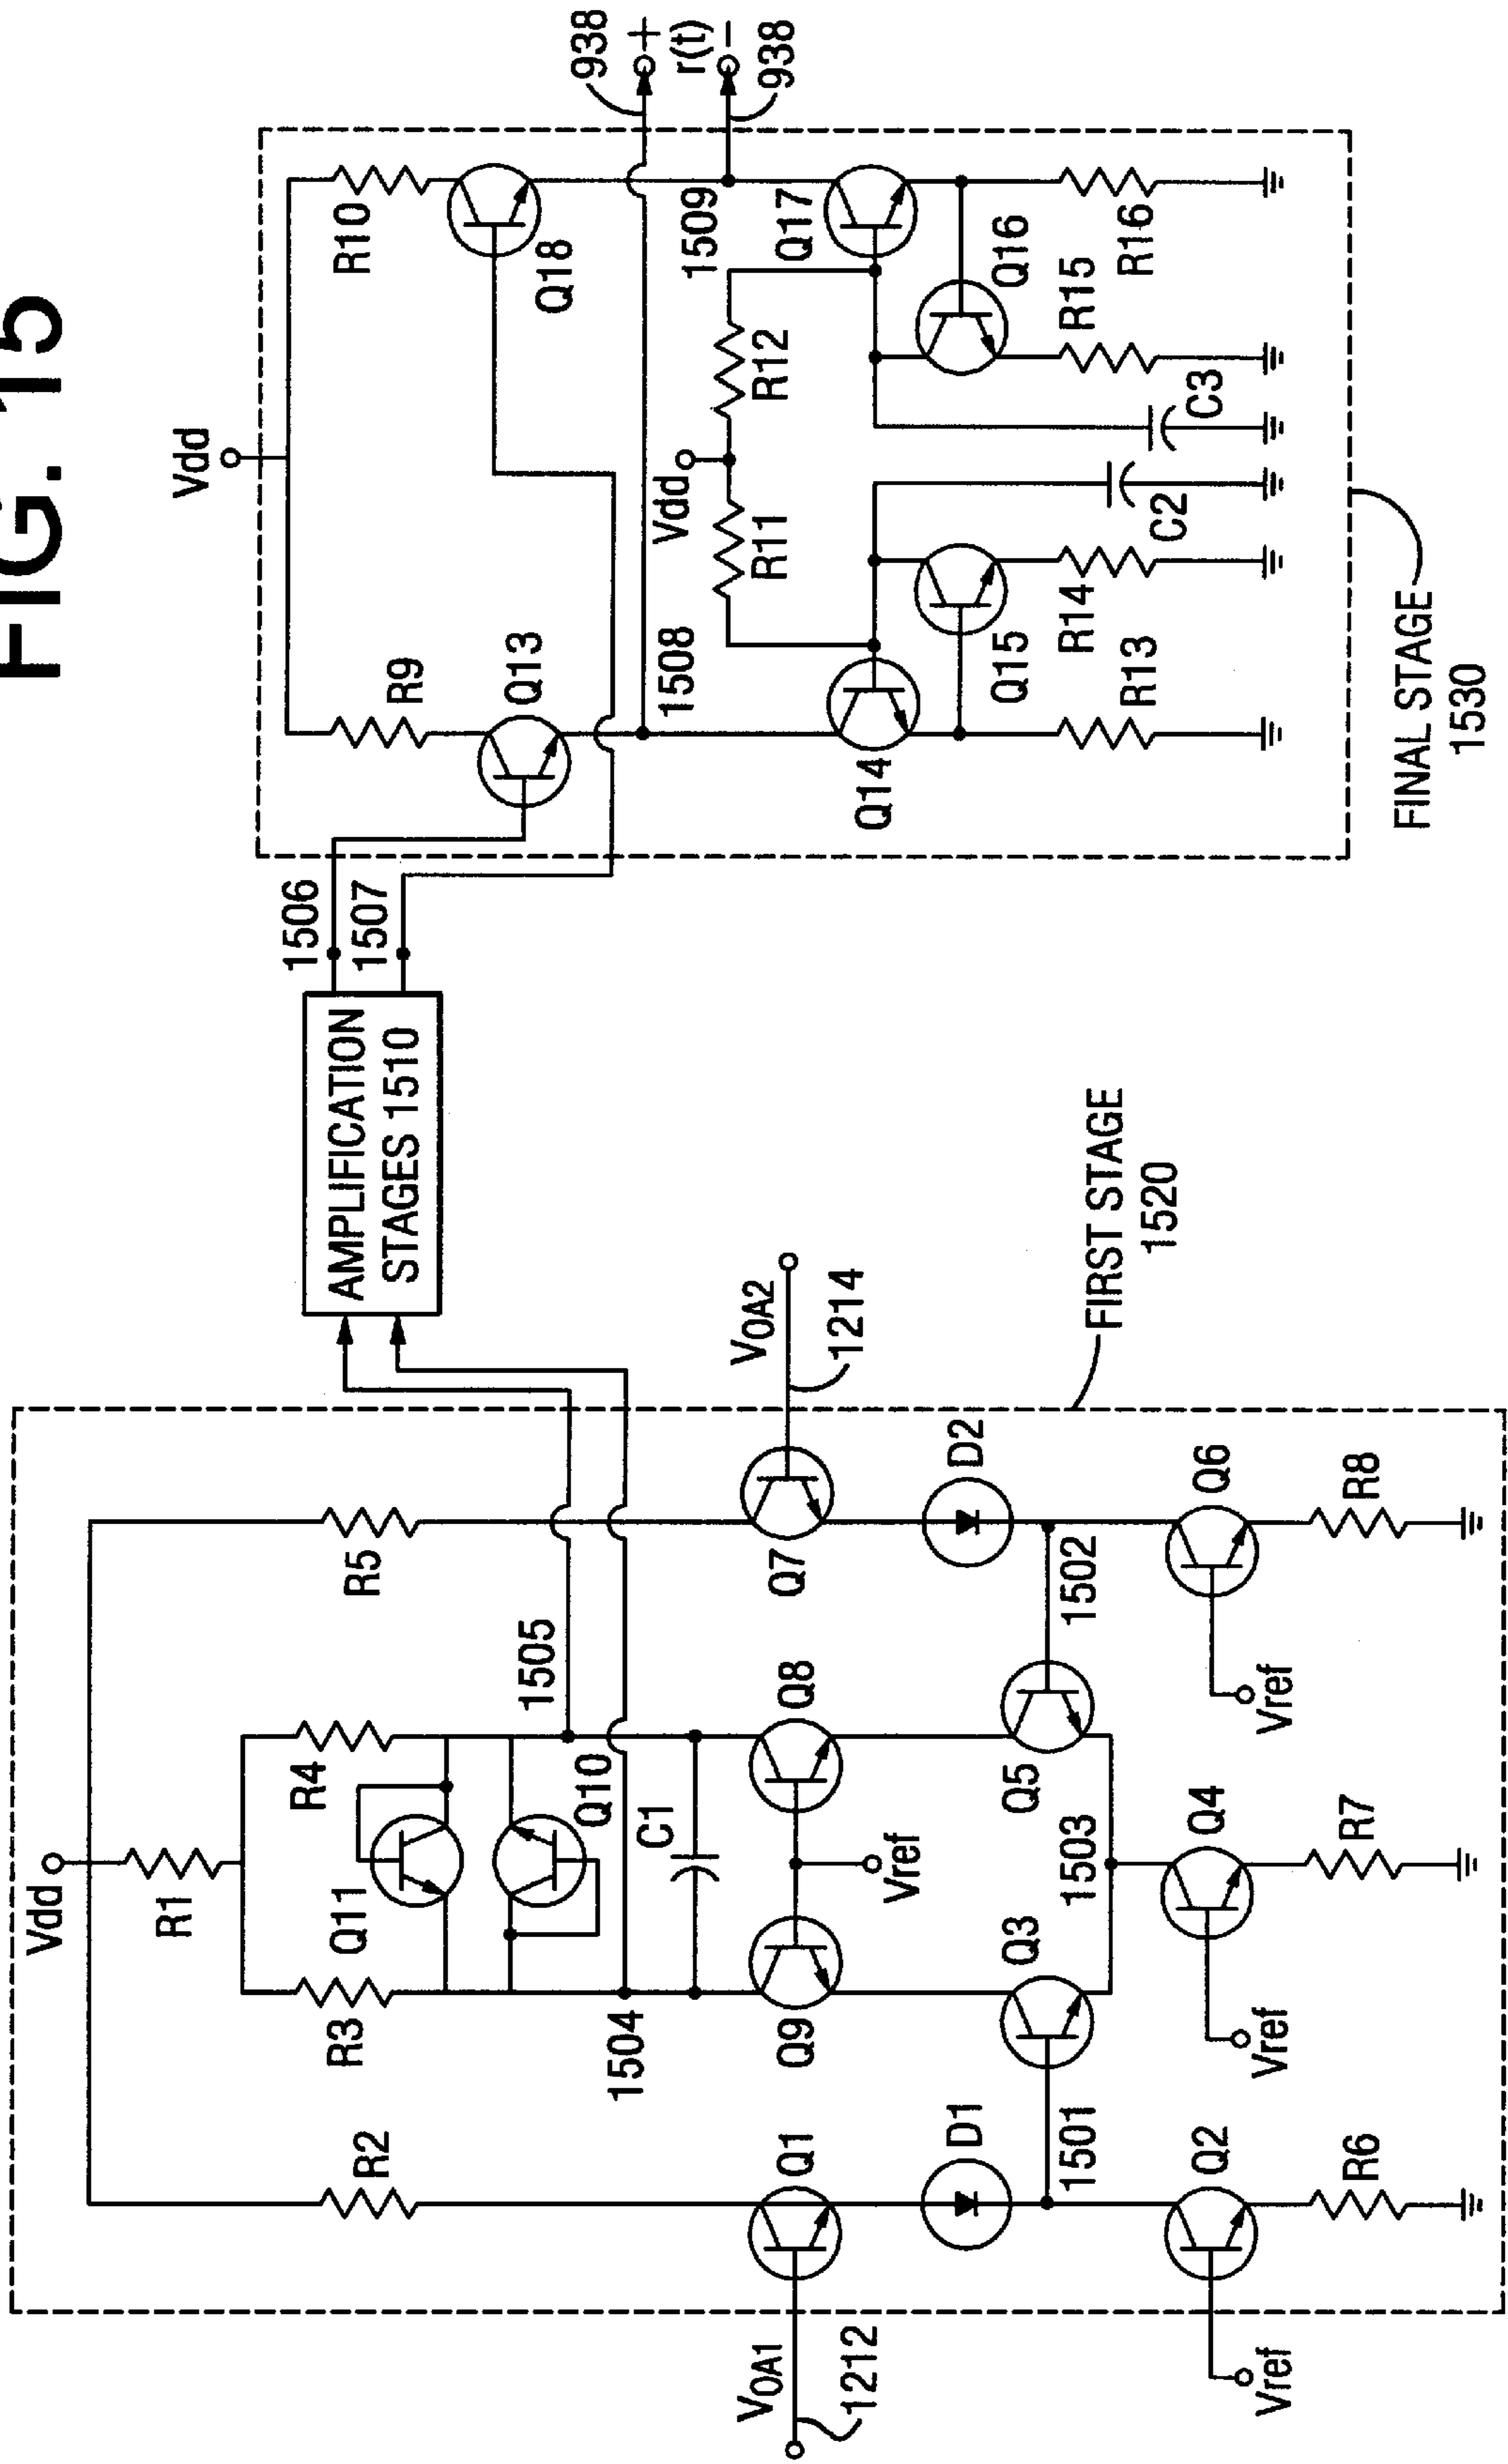 FIG. 15
Vdd
R1
R2
R3
R4
R5
Q11
Q10
1505
1504
C1
Q9
Q8
Vref
VOA1
1212
Q1
Q7
VOA2
1214
D1
D2
1501
Q3
1503
Q5
1502
Q2
Q4
Q6
Vref
Vref
Vref
R6
R7
R8
FIRST STAGE
1520
AMPLIFICATION
STAGES 1510
1506
1507
Vdd
R9
R10
Q13
Q18
938
+
r(t)
−
938
1508
1509
Vdd
R11
R12
Q14
Q17
Q15
Q16
R13
R14
C2
C3
R15
R16
FINAL STAGE
1530